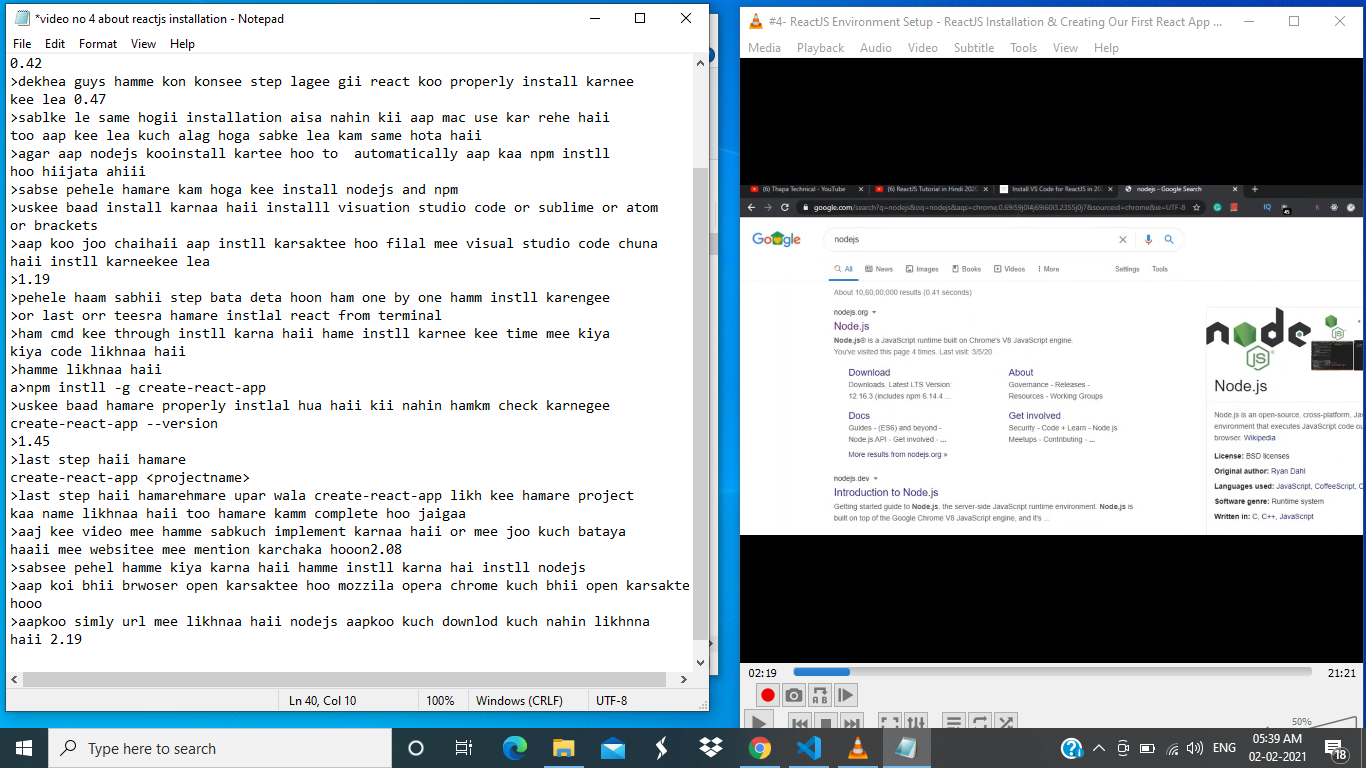 *video no 4 about reactjs installation - Notepad
File Edit Format View Help
0.42
>dekhea guys hamme kon konsee step lagee gii react koo properly install karnee
kee lea 0.47
>sablke le same hogii installation aisa nahin kii aap mac use kar rehe haii
too aap kee lea kuch alag hoga sabke lea kam same hota haii
>agar aap nodejs kooinstall kartee hoo to  automatically aap kaa npm instll
hoo hiijata ahiii
>sabse pehele hamare kam hoga kee install nodejs and npm
>uskee baad install karnaa haii installl visuation studio code or sublime or atom
or brackets
>aap koo joo chaihaii aap instll karsaktee hoo filal mee visual studio code chuna
haii instll karneekee lea
>1.19
>pehele haam sabhii step bata deta hoon ham one by one hamm instll karengee
>or last orr teesra hamare instlal react from terminal
>ham cmd kee through instll karna haii hame instll karnee kee time mee kiya
kiya code likhnaa haii
>hamme likhnaa haii
a>npm instll -g create-react-app
>uskee baad hamare properly instlal hua haii kii nahin hamkm check karnegee
create-react-app --version
>1.45
>last step haii hamare
create-react-app <projectname>
>last step haii hamarehmare upar wala create-react-app likh kee hamare project
kaa name likhnaa haii too hamare kamm complete hoo jaigaa
>aaj kee video mee hamme sabkuch implement karnaa haii or mee joo kuch bataya
haaii mee websitee mee mention karchaka hooon2.08
>sabsee pehel hamme kiya karna haii hamme instll karna hai instll nodejs
>aap koi bhii brwoser open karsaktee hoo mozzila opera chrome kuch bhii open karsakte
hooo
>aapkoo simly url mee likhnaa haii nodejs aapkoo kuch downlod kuch nahin likhnna
haii 2.19
Ln 40, Col 10 100% Windows (CRLF) UTF-8
#4- ReactJS Environment Setup - ReactJS Installation & Creating Our First React App ...
Media Playback Audio Video Subtitle Tools View Help
(6) Thapa Technical - YouTube (6) ReactJS Tutorial in Hindi 2020 Install VS Code for ReactJS in 20 nodejs - Google Search
google.com/search?q=nodejs&oq=nodejs&aqs=chrome.0.69i59j0l4j69i60l3.2355j0j7&sourceid=chrome&ie=UTF-8
Google
nodejs
All News Images Books Videos More Settings Tools
About 10,60,00,000 results (0.41 seconds)
nodejs.org
Node.js
Node.js® is a JavaScript runtime built on Chrome's V8 JavaScript engine.
You've visited this page 4 times. Last visit: 3/5/20
Download
Downloads. Latest LTS Version:
12.16.3 (includes npm 6.14.4 ...
About
Governance - Releases -
Resources - Working Groups
Docs
Guides - (ES6) and beyond -
Node.js API - Get involved - ...
Get involved
Security - Code + Learn - Node.js
Meetups - Contributing - ...
More results from nodejs.org »
nodejs.dev
Introduction to Node.js
Getting started guide to Node.js, the server-side JavaScript runtime environment. Node.js is
built on top of the Google Chrome V8 JavaScript engine, and it's ...
node
JS
Node.js
Node.js is an open-source, cross-platform, Jav
environment that executes JavaScript code ou
browser. Wikipedia
License: BSD licenses
Original author: Ryan Dahl
Languages used: JavaScript, CoffeeScript, C
Software genre: Runtime system
Written in: C, C++, JavaScript
02:19 21:21
50%
Type here to search
ENG
05:39 AM
02-02-2021
18